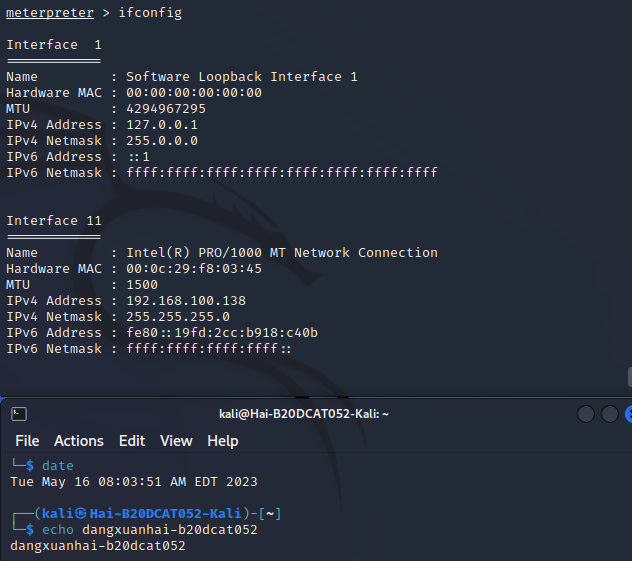 meterpreter > ifconfig
Interface  1
============
Name         : Software Loopback Interface 1
Hardware MAC : 00:00:00:00:00:00
MTU          : 4294967295
IPv4 Address : 127.0.0.1
IPv4 Netmask : 255.0.0.0
IPv6 Address : ::1
IPv6 Netmask : ffff:ffff:ffff:ffff:ffff:ffff:ffff:ffff
Interface 11
============
Name         : Intel(R) PRO/1000 MT Network Connection
Hardware MAC : 00:0c:29:f8:03:45
MTU          : 1500
IPv4 Address : 192.168.100.138
IPv4 Netmask : 255.255.255.0
IPv6 Address : fe80::19fd:2cc:b918:c40b
IPv6 Netmask : ffff:ffff:ffff:ffff::
kali@Hai-B20DCAT052-Kali: ~
File Actions Edit View Help
└─$ date
Tue May 16 08:03:51 AM EDT 2023
┌──(kali㉿Hai-B20DCAT052-Kali)-[~]
└─$ echo dangxuanhai-b20dcat052
dangxuanhai-b20dcat052